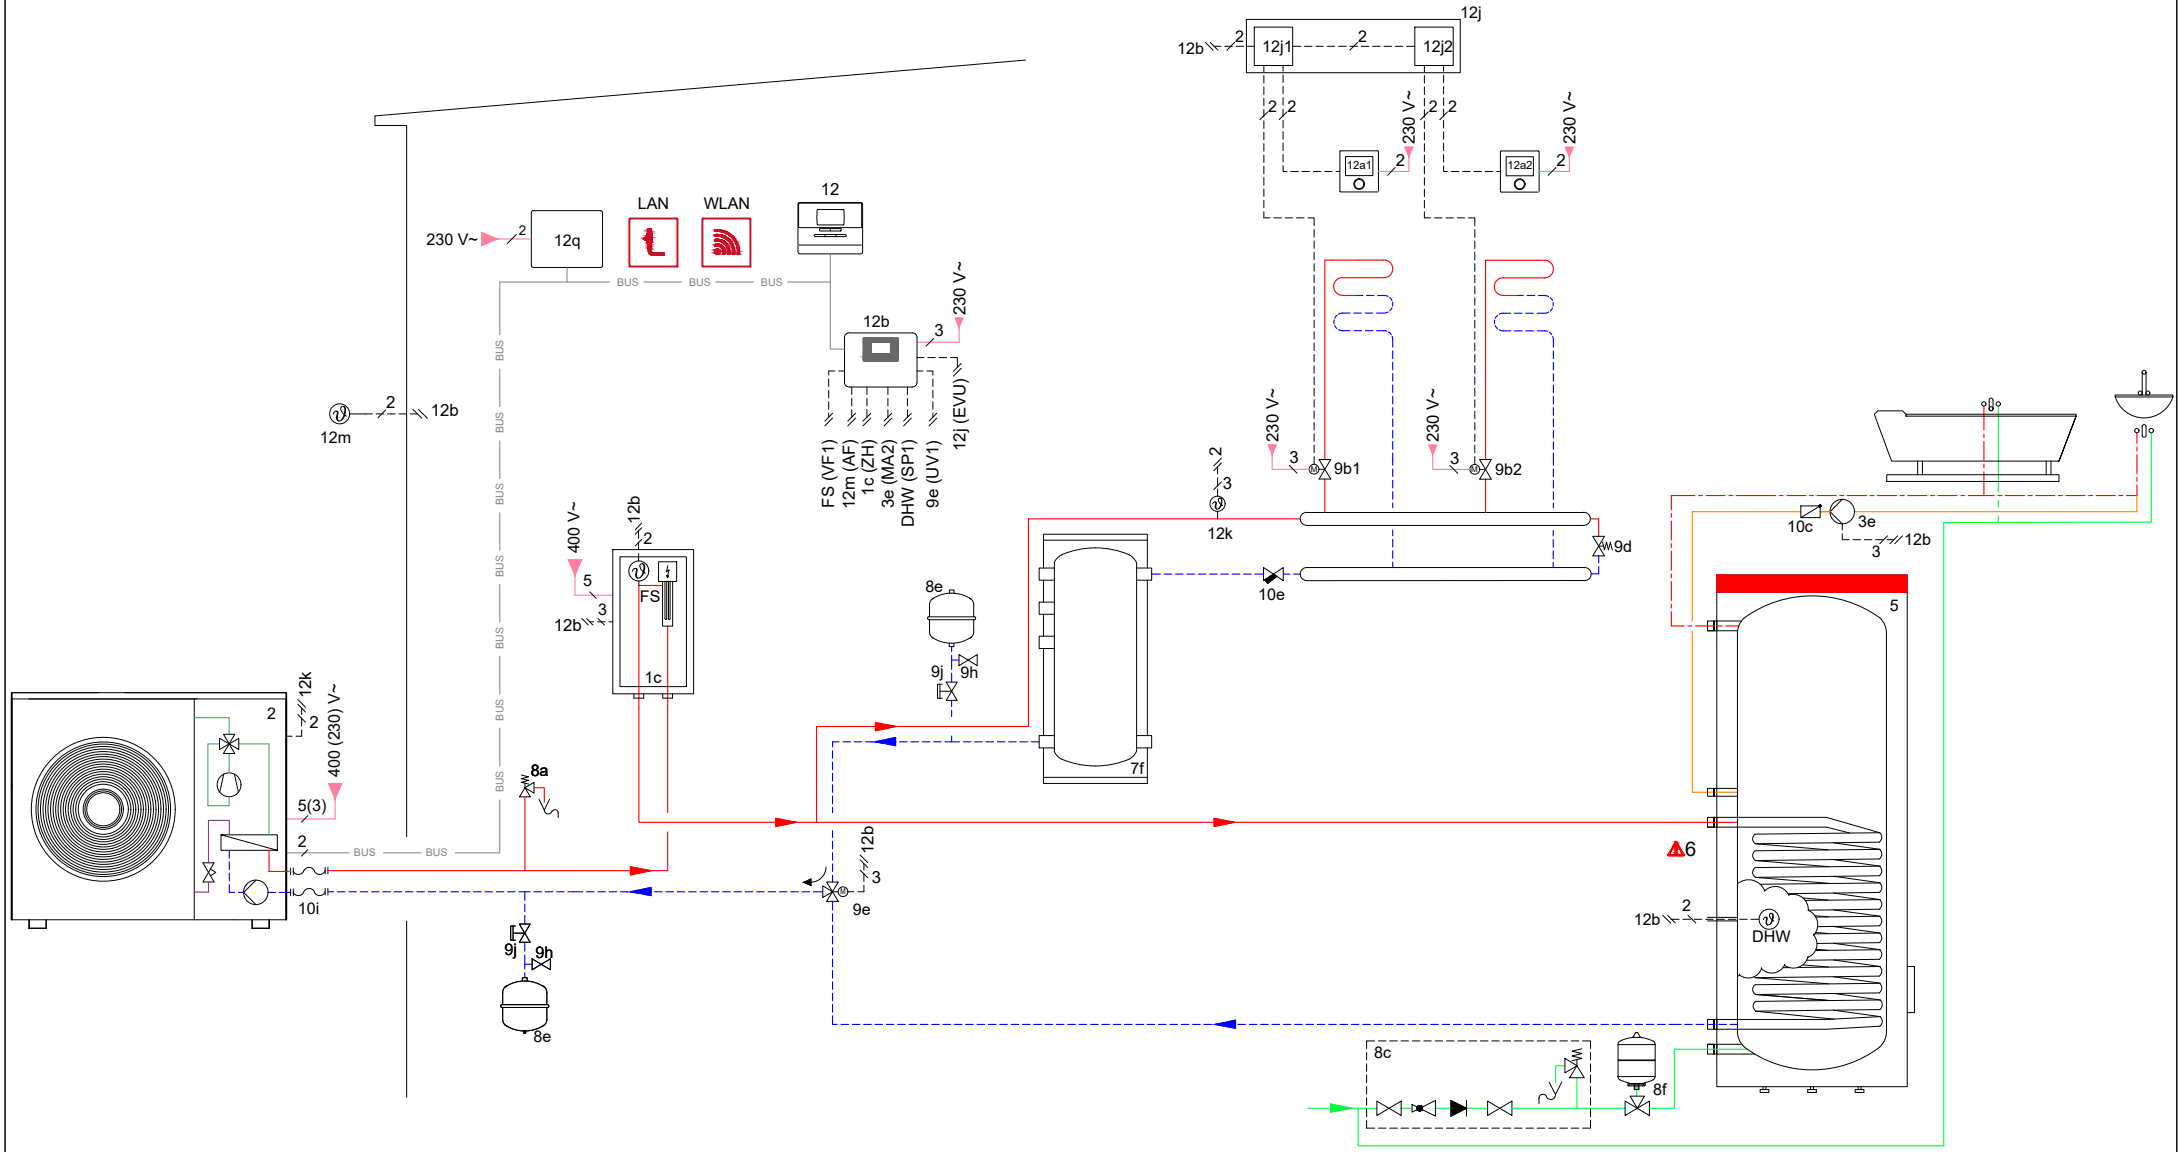 12j
12b
2
12j1
2
12j2
2
2
230 V~
2
2
230 V~
12a1
2
12a2
2
LAN
WLAN
12
230 V~
2
12q
BUS
BUS
BUS
230 V~
12b
3
FS (VF1)
12m (AF)
1c (ZH)
3e (MA2)
DHW (SP1)
9e (UV1)
12j (EVU)
BUS
BUS
BUS
BUS
BUS
BUS
BUS
12m
2
12b
230 V~
3
M
9b1
230 V~
3
M
9b2
2
3
12k
9d
10e
10c
3e
3
12b
400 V~
5
12b
2
FS
3
12b
1c
8e
9j
9h
7f
5
2
12k
2
400 (230) V~
5(3)
2
BUS
BUS
10i
8a
12b
3
M
9e
6
2
12b
DHW
9j
9h
8e
8c
8f